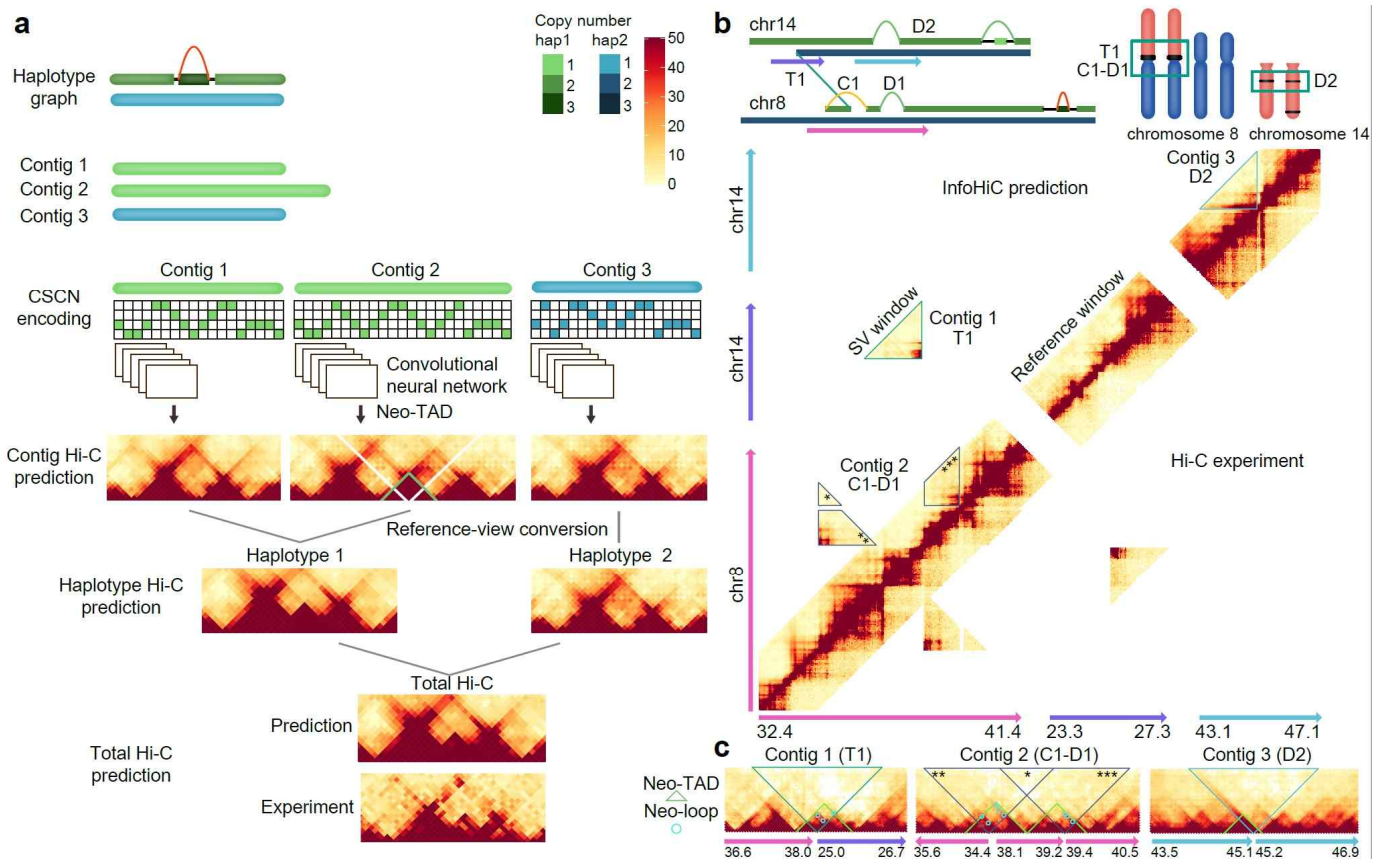 a
Haplotype
graph
Copy number
hap1 hap2
1 1
2 2
3 3
50
40
30
20
10
0
Contig 1
Contig 2
Contig 3
Contig 1 Contig 2 Contig 3
CSCN
encoding
Convolutional
neural network
Neo-TAD
Contig Hi-C
prediction
Reference-view conversion
Haplotype 1 Haplotype 2
Haplotype Hi-C
prediction
Total Hi-C
Prediction
Total Hi-C
prediction
Experiment
b
chr14 D2
T1 C1 D1
chr8
T1
C1-D1
D2
chromosome 8 chromosome 14
InfoHiC prediction
Contig 3
D2
chr14
Reference window
SV window
Contig 1
T1
chr14
Hi-C experiment
Contig 2
C1-D1
***
*
**
chr8
32.4 41.4 23.3 27.3 43.1 47.1
c
Contig 1 (T1) Contig 2 (C1-D1) Contig 3 (D2)
Neo-TAD
Neo-loop
** * ***
36.6 38.0 25.0 26.7 35.6 34.4 38.1 39.2 39.4 40.5 43.5 45.1 45.2 46.9